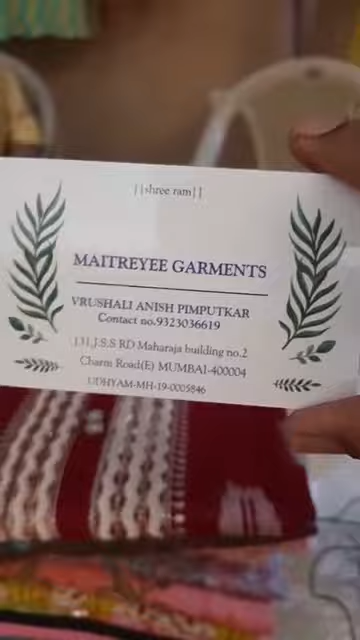 ||shree ram||
MAITREYEE GARMENTS
VRUSHALI ANISH PIMPUTKAR
Contact no.9323036619
131,J.S.S RD Maharaja building no.2
Charni Road(E) MUMBAI-400004
UDHYAM-MH-19-0005846